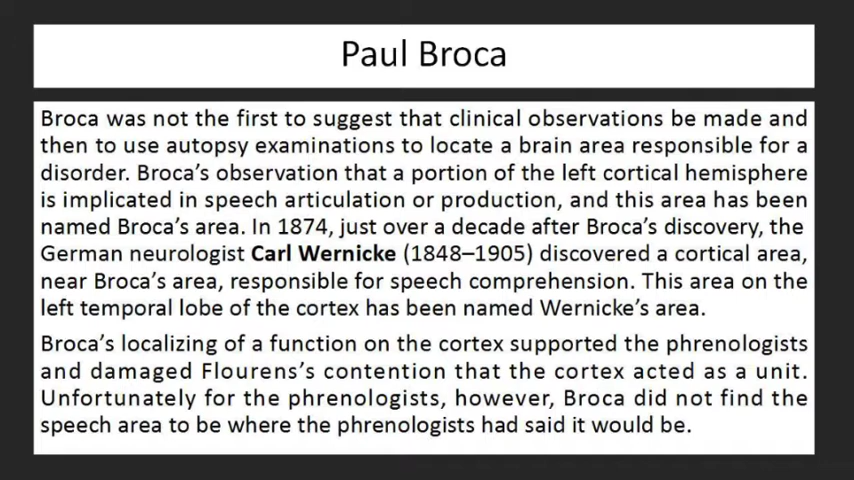 Paul Broca
Broca was not the first to suggest that clinical observations be made and
then to use autopsy examinations to locate a brain area responsible for a
disorder. Broca’s observation that a portion of the left cortical hemisphere
is implicated in speech articulation or production, and this area has been
named Broca’s area. In 1874, just over a decade after Broca’s discovery, the
German neurologist Carl Wernicke (1848–1905) discovered a cortical area,
near Broca’s area, responsible for speech comprehension. This area on the
left temporal lobe of the cortex has been named Wernicke’s area.
Broca’s localizing of a function on the cortex supported the phrenologists
and damaged Flourens’s contention that the cortex acted as a unit.
Unfortunately for the phrenologists, however, Broca did not find the
speech area to be where the phrenologists had said it would be.